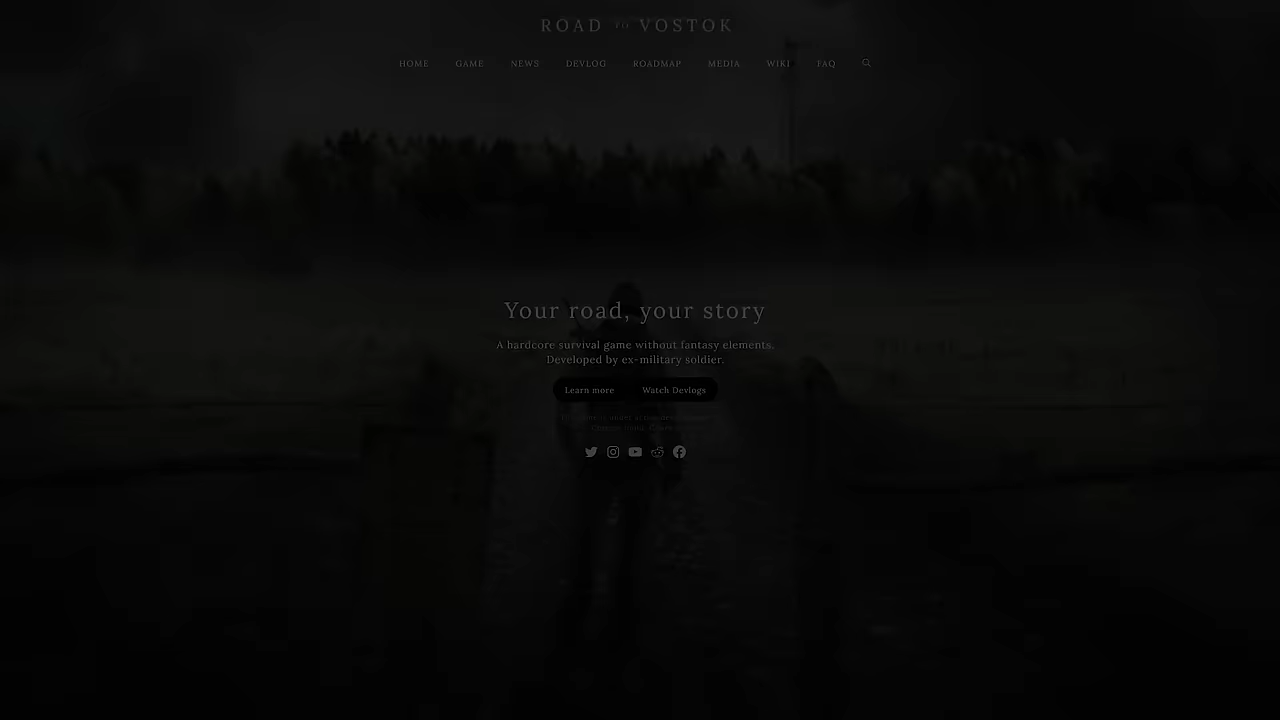 ROAD TO VOSTOK
HOME GAME NEWS DEVLOG ROADMAP MEDIA WIKI FAQ
Your road, your story
A hardcore survival game without fantasy elements.
Developed by ex-military soldier.
Learn more Watch Devlogs